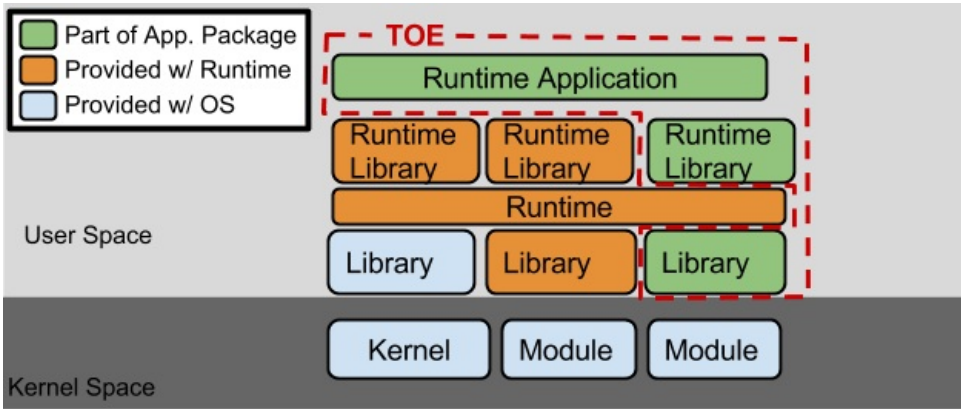 Part of App. Package
Provided w/ Runtime
Provided w/ OS
TOE
Runtime Application
Runtime
Library
Runtime
Library
Runtime
Library
Runtime
User Space
Library
Library
Library
Kernel
Module
Module
Kernel Space